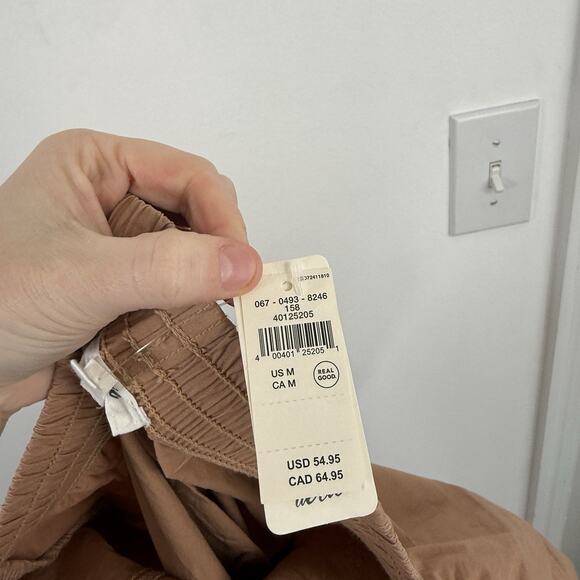 067 - 0493 - 8246
158
40125205
4 00401 25205 1
US M
CA M
REAL
GOOD.
USD 54.95
CAD 64.95
aerie